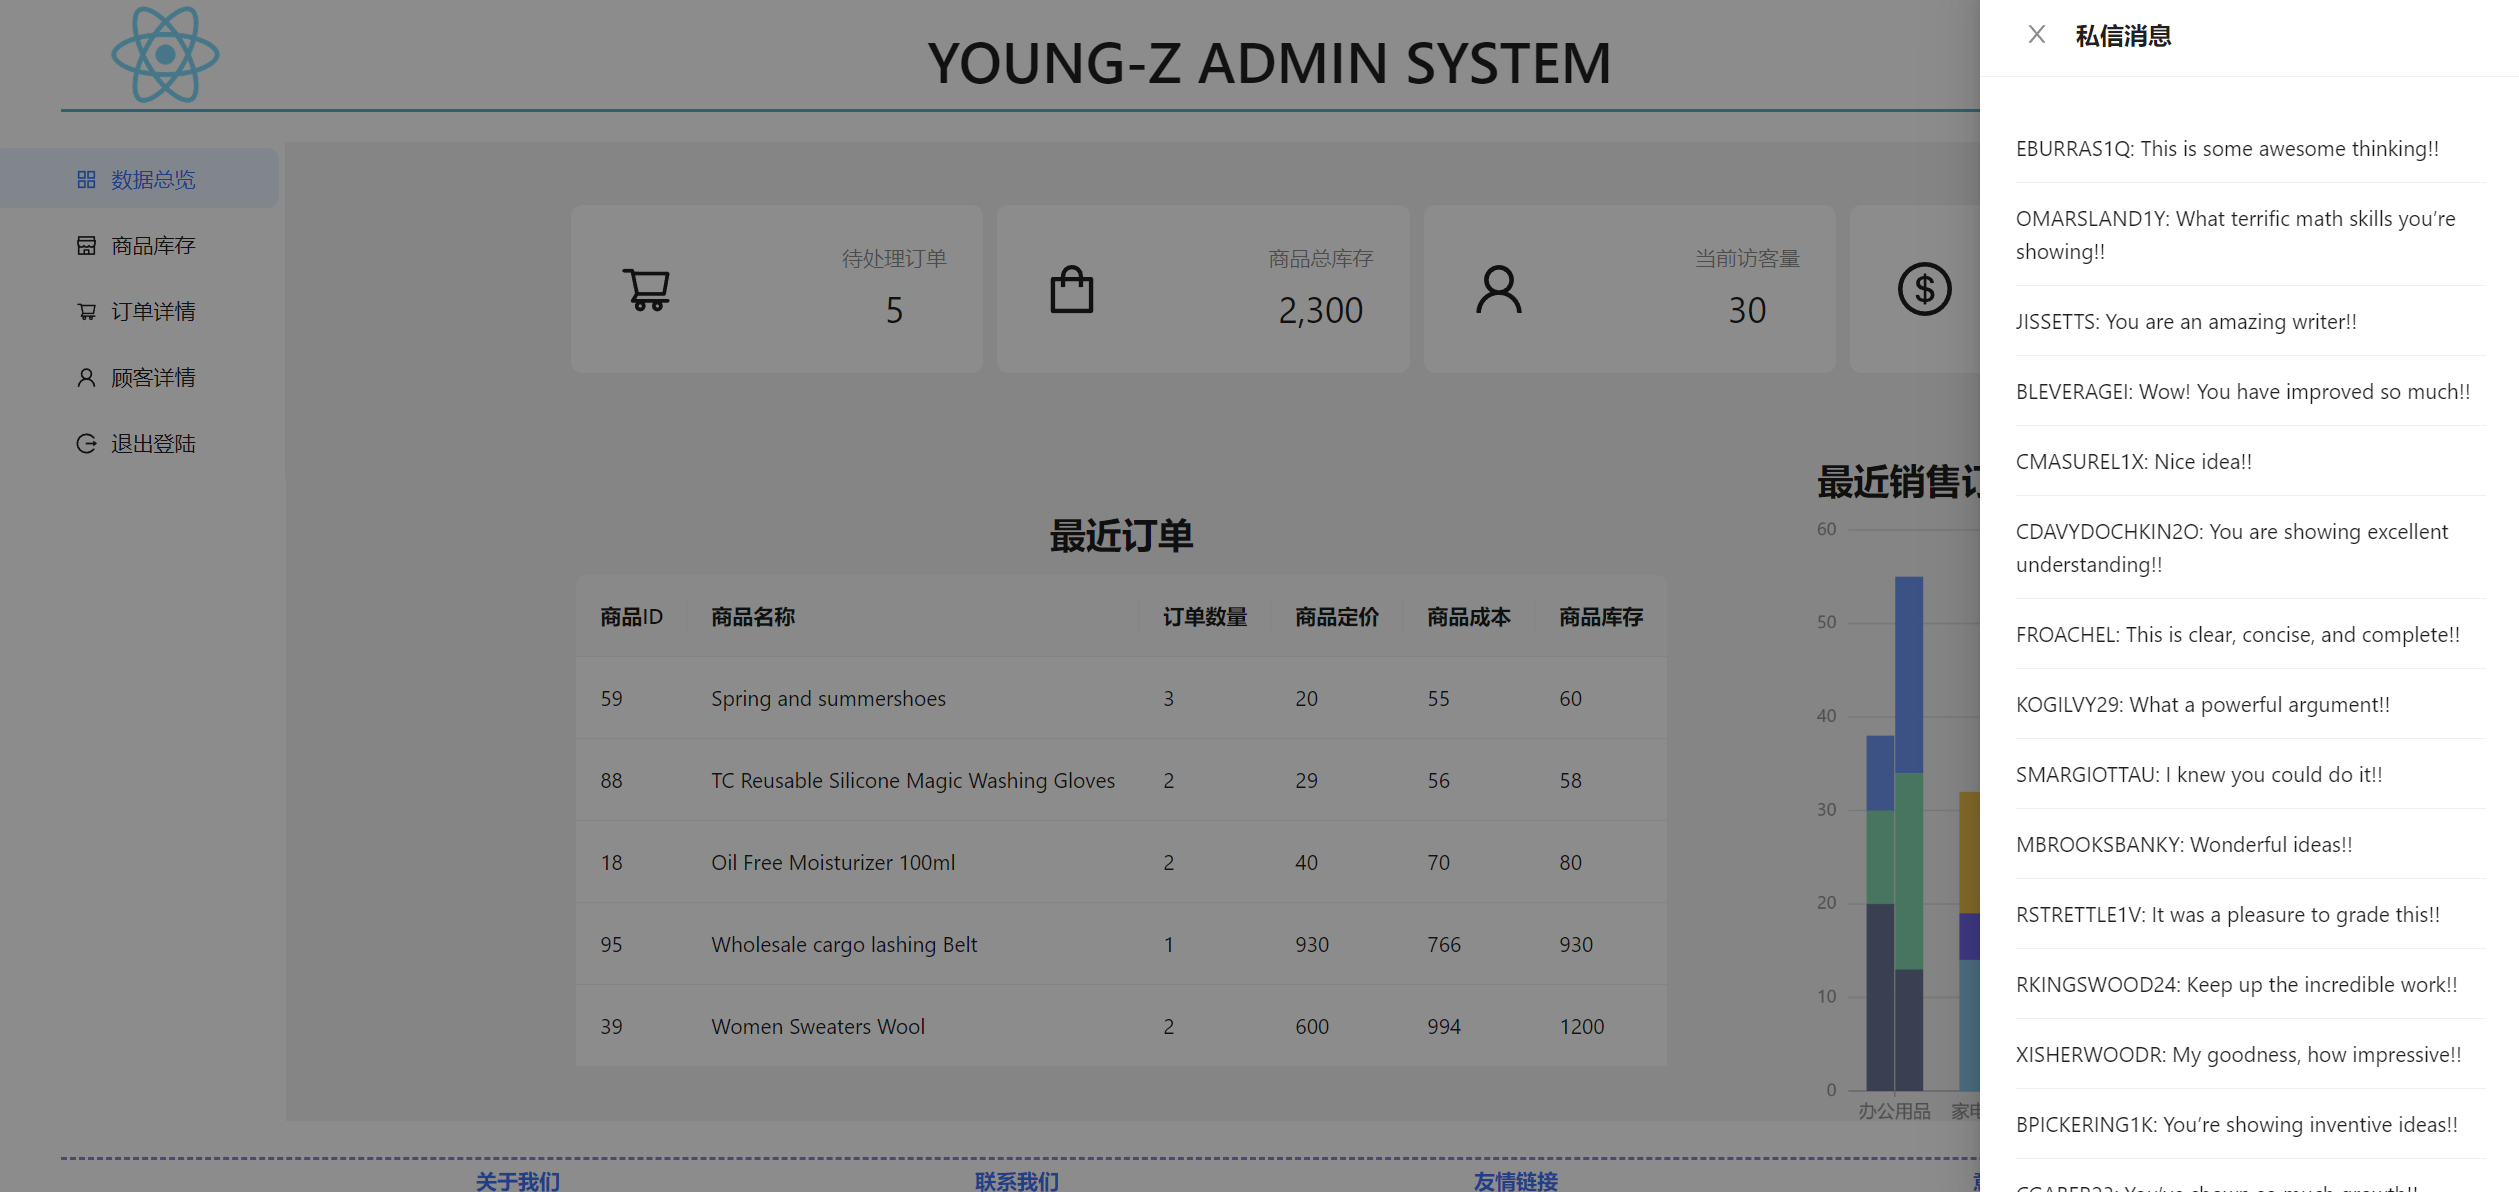 YOUNG-Z ADMIN SYSTEM
数据总览
商品库存
订单详情
顾客详情
退出登陆
待处理订单
5
商品总库存
2,300
当前访客量
30
最近订单
商品ID 商品名称 订单数量 商品定价 商品成本 商品库存
59 Spring and summershoes 3 20 55 60
88 TC Reusable Silicone Magic Washing Gloves 2 29 56 58
18 Oil Free Moisturizer 100ml 2 40 70 80
95 Wholesale cargo lashing Belt 1 930 766 930
39 Women Sweaters Wool 2 600 994 1200
最近销售订
60
50
40
30
20
10
0
办公用品 家电
关于我们 联系我们 友情链接
私信消息
EBURRAS1Q: This is some awesome thinking!!
OMARSLAND1Y: What terrific math skills you’re
showing!!
JISSETTS: You are an amazing writer!!
BLEVERAGEI: Wow! You have improved so much!!
CMASUREL1X: Nice idea!!
CDAVYDOCHKIN2O: You are showing excellent
understanding!!
FROACHEL: This is clear, concise, and complete!!
KOGILVY29: What a powerful argument!!
SMARGIOTTAU: I knew you could do it!!
MBROOKSBANKY: Wonderful ideas!!
RSTRETTLE1V: It was a pleasure to grade this!!
RKINGSWOOD24: Keep up the incredible work!!
XISHERWOODR: My goodness, how impressive!!
BPICKERING1K: You’re showing inventive ideas!!
You’ve shown so much growth!!